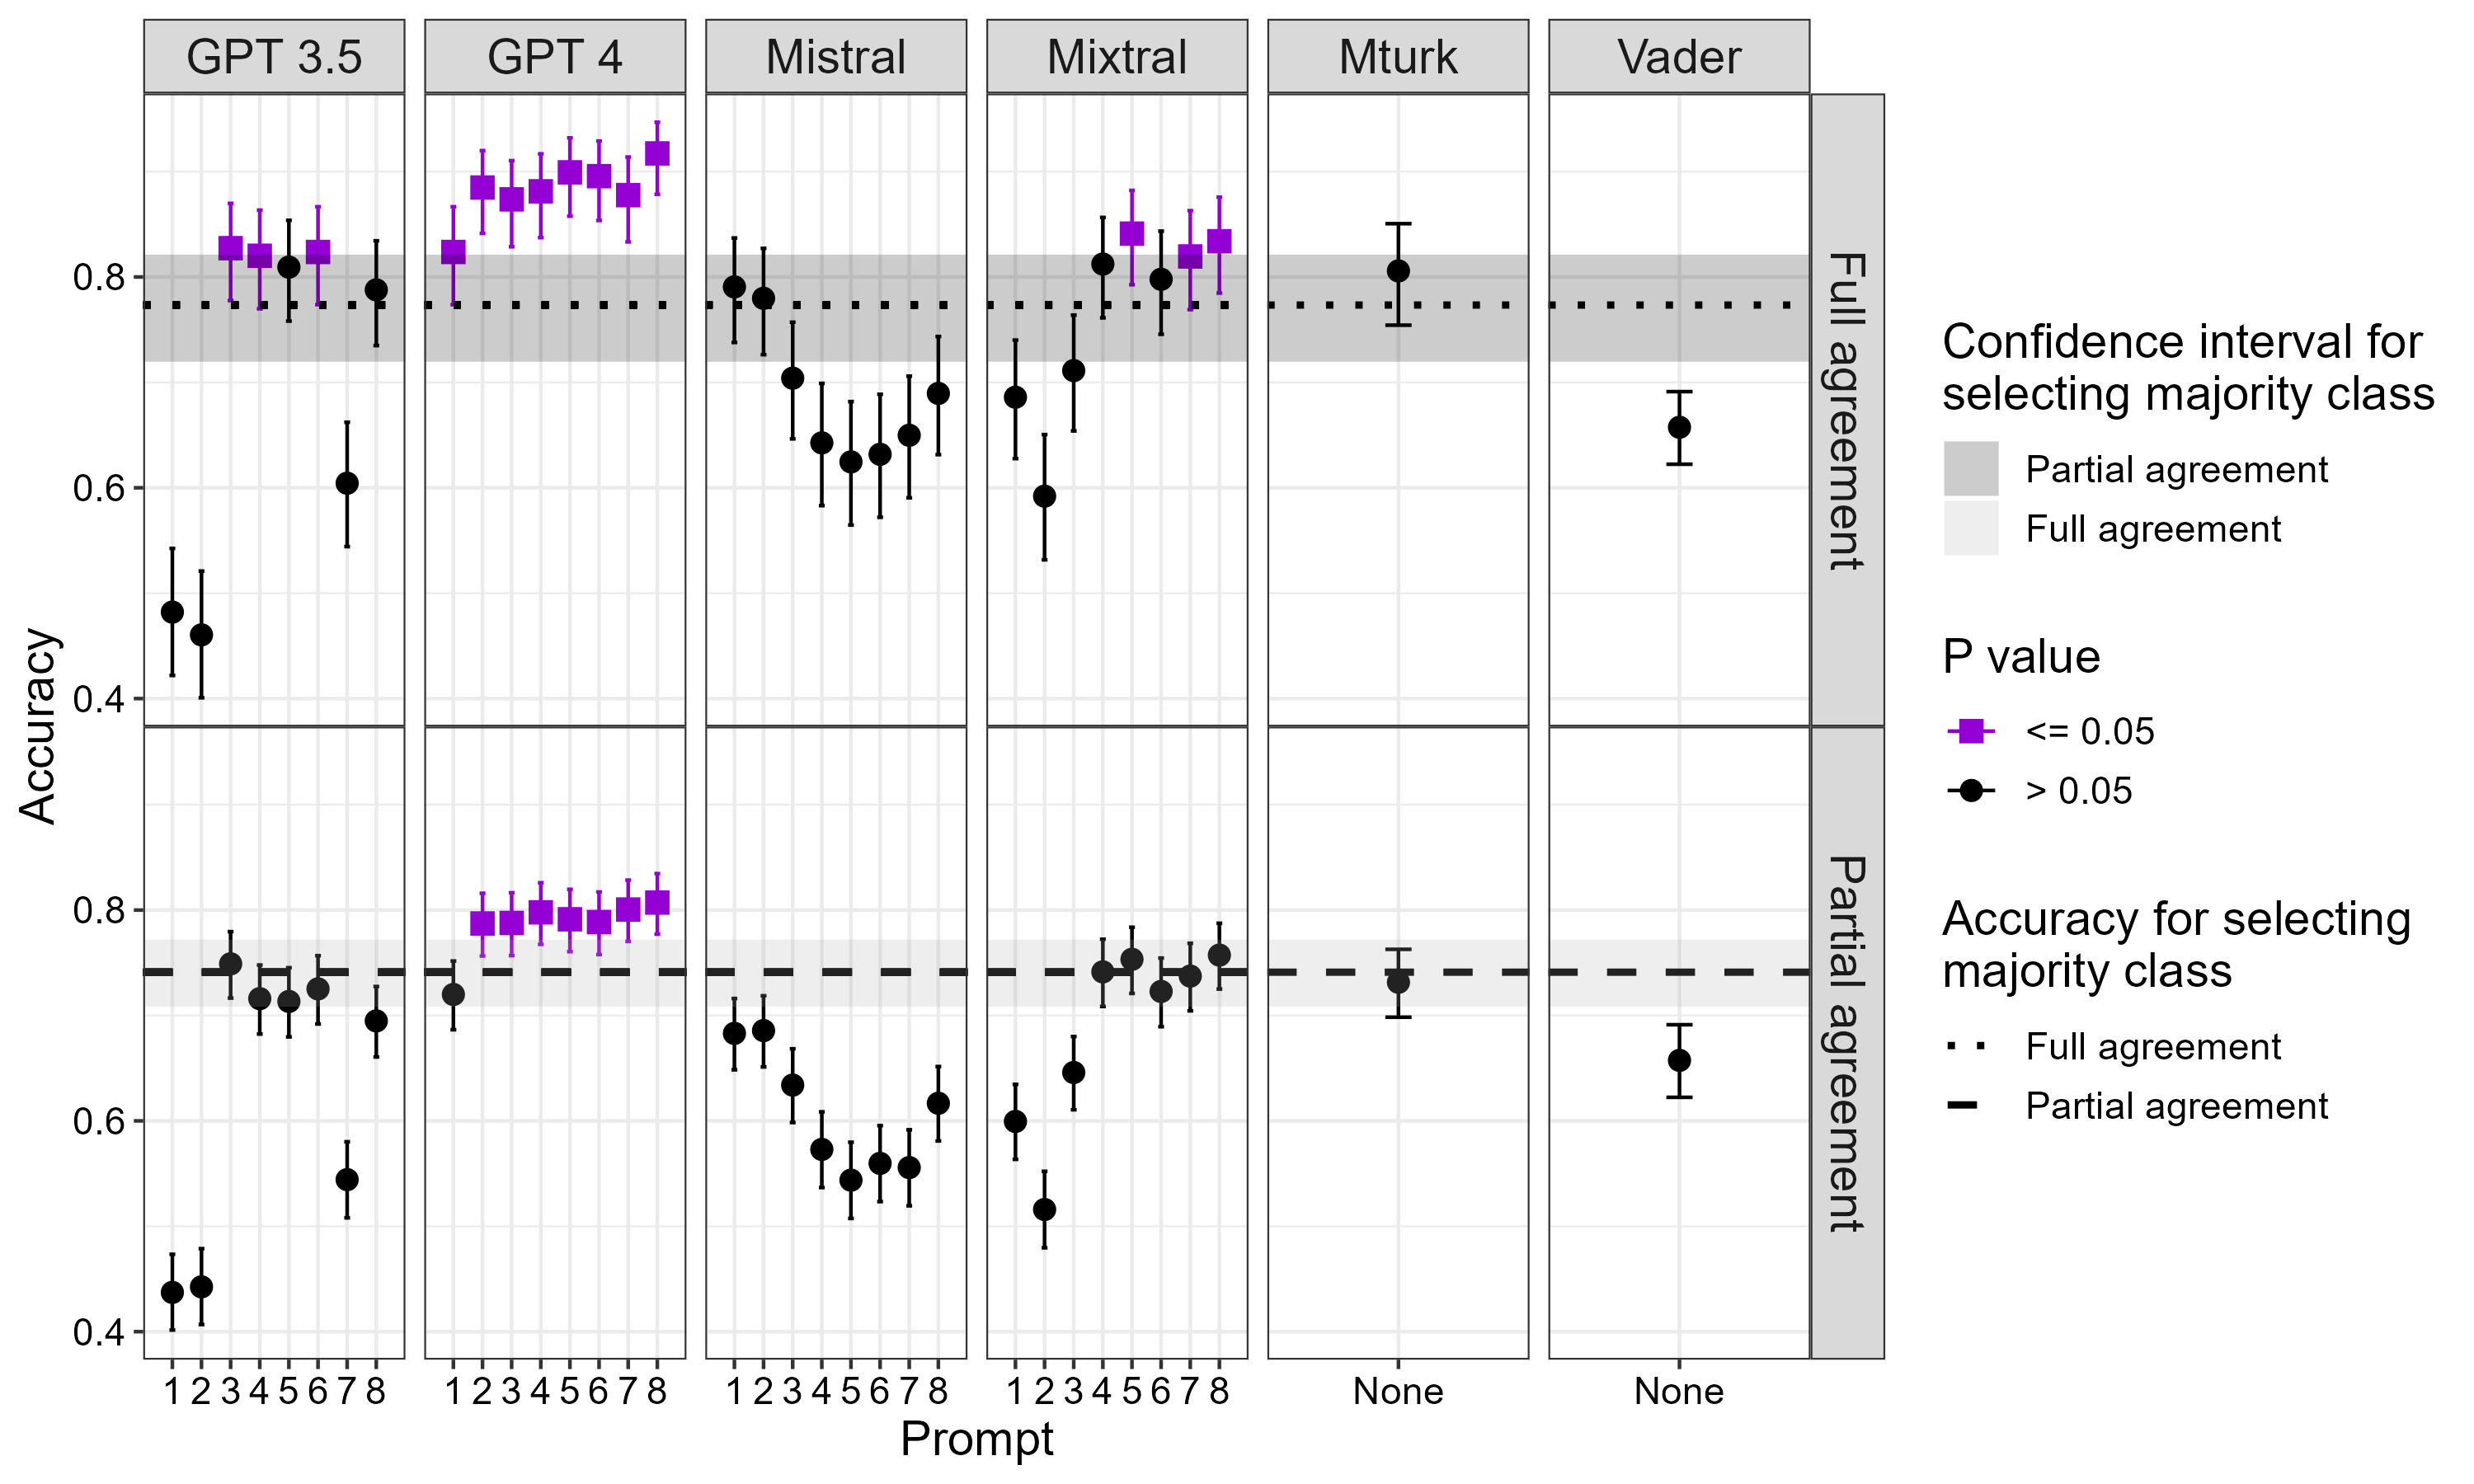 GPT 3.5 GPT 4 Mistral Mixtral Mturk Vader
Accuracy
0.8
0.6
0.4
Full agreement
0.8
0.6
0.4
Partial agreement
1 2 3 4 5 6 7 8 1 2 3 4 5 6 7 8 1 2 3 4 5 6 7 8 1 2 3 4 5 6 7 8 None None
Prompt
Confidence interval for
selecting majority class
Partial agreement
Full agreement
P value
<= 0.05
> 0.05
Accuracy for selecting
majority class
Full agreement
Partial agreement